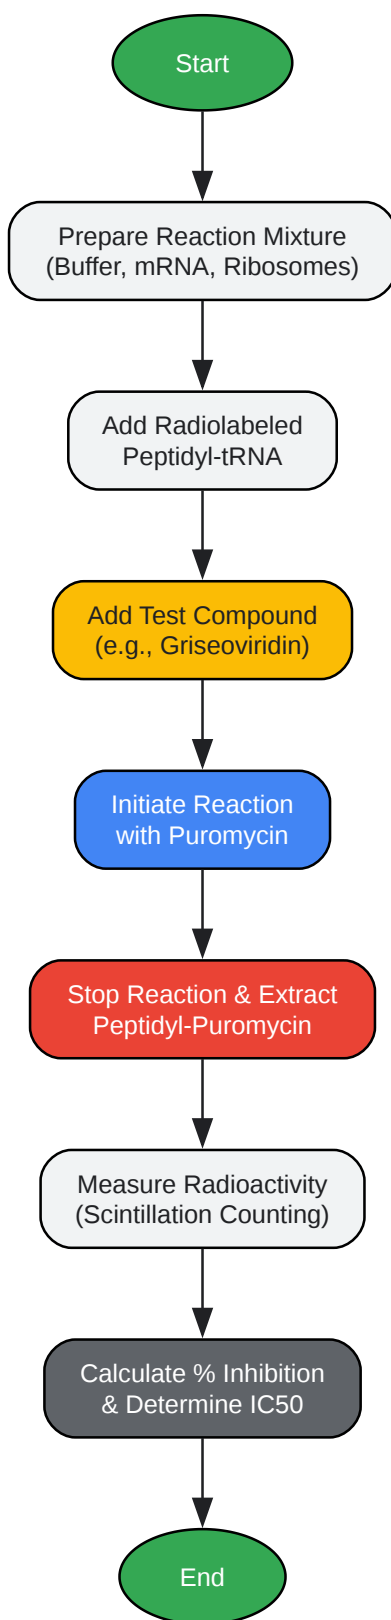 Start
Prepare Reaction Mixture
(Buffer, mRNA, Ribosomes)
Add Radiolabeled
Peptidyl-tRNA
Add Test Compound
(e.g., Griseoviridin)
Initiate Reaction
with Puromycin
Stop Reaction & Extract
Peptidyl-Puromycin
Measure Radioactivity
(Scintillation Counting)
Calculate % Inhibition
& Determine IC50
End